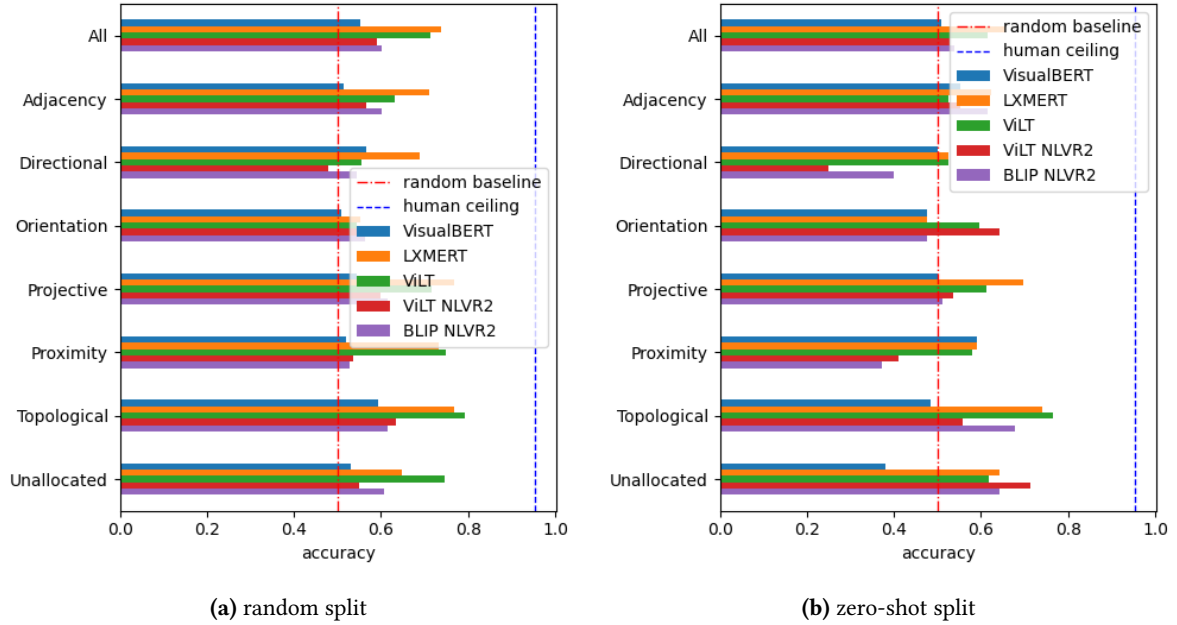 All
Adjacency
Directional
Orientation
Projective
Proximity
Topological
Unallocated
random baseline
human ceiling
VisualBERT
LXMERT
ViLT
ViLT NLVR2
BLIP NLVR2
0.0 0.2 0.4 0.6 0.8 1.0
accuracy
(a) random split
All
Adjacency
Directional
Orientation
Projective
Proximity
Topological
Unallocated
random baseline
human ceiling
VisualBERT
LXMERT
ViLT
ViLT NLVR2
BLIP NLVR2
0.0 0.2 0.4 0.6 0.8 1.0
accuracy
(b) zero-shot split